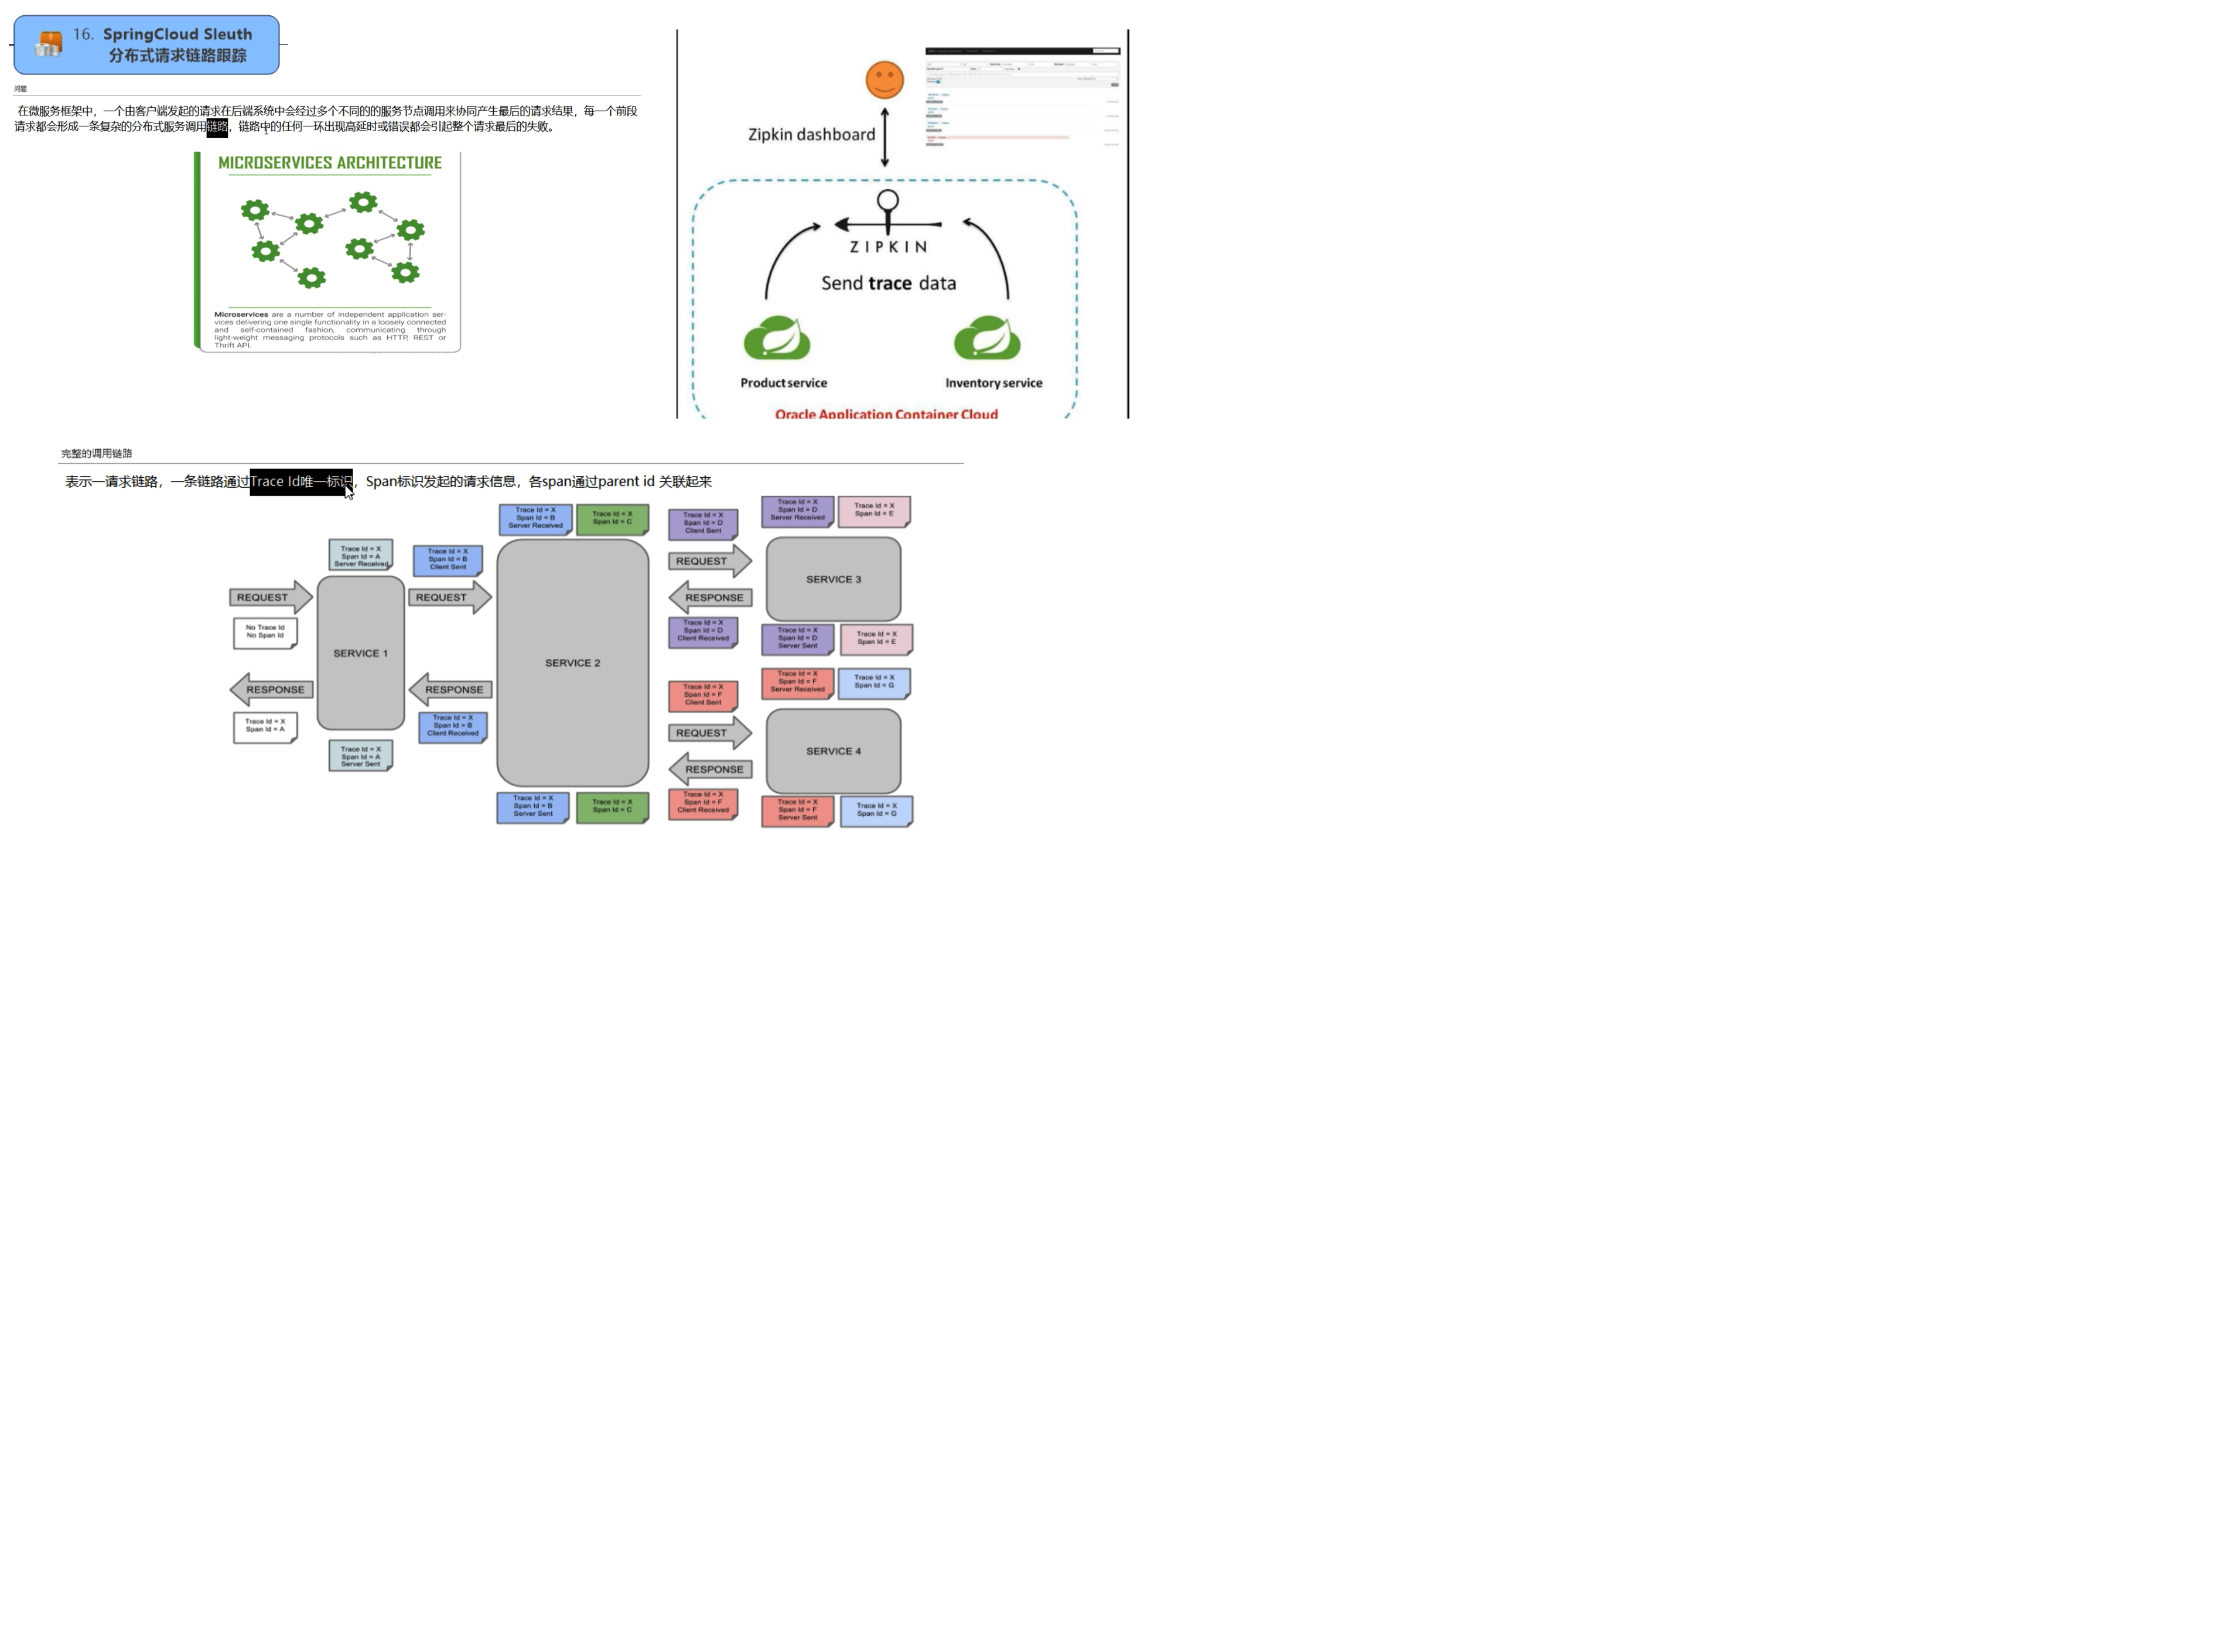 16. SpringCloud Sleuth
分布式请求链路跟踪
问题
在微服务框架中，一个由客户端发起的请求在后端系统中会经过多个不同的的服务节点调用来协同产生最后的请求结果，每一个前段
请求都会形成一条复杂的分布式服务调用链路，链路中的任何一环出现高延时或错误都会引起整个请求最后的失败。
MICROSERVICES ARCHITECTURE
Microservices are a number of independent application ser-
vices delivering one single functionality in a loosely connected
and self-contained fashion, communicating through
light-weight messaging protocols such as HTTP, REST or
Thrift API.
Zipkin dashboard
ZIPKIN
Send trace data
Product service
Inventory service
Oracle Application Container Cloud
完整的调用链路
表示一请求链路，一条链路通过Trace Id唯一标识，Span标识发起的请求信息，各span通过parent id 关联起来
Trace Id = X
Span Id = A
Server Received
REQUEST
No Trace Id
No Span Id
SERVICE 1
RESPONSE
Trace Id = X
Span Id = A
Trace Id = X
Span Id = A
Server Sent
Trace Id = X
Span Id = B
Client Sent
REQUEST
RESPONSE
Trace Id = X
Span Id = B
Client Received
Trace Id = X
Span Id = B
Server Received
Trace Id = X
Span Id = C
SERVICE 2
Trace Id = X
Span Id = B
Server Sent
Trace Id = X
Span Id = C
Trace Id = X
Span Id = D
Client Sent
REQUEST
RESPONSE
Trace Id = X
Span Id = D
Client Received
Trace Id = X
Span Id = D
Server Received
Trace Id = X
Span Id = E
SERVICE 3
Trace Id = X
Span Id = D
Server Sent
Trace Id = X
Span Id = E
Trace Id = X
Span Id = F
Client Sent
REQUEST
RESPONSE
Trace Id = X
Span Id = F
Client Received
Trace Id = X
Span Id = F
Server Received
Trace Id = X
Span Id = G
SERVICE 4
Trace Id = X
Span Id = F
Server Sent
Trace Id = X
Span Id = G